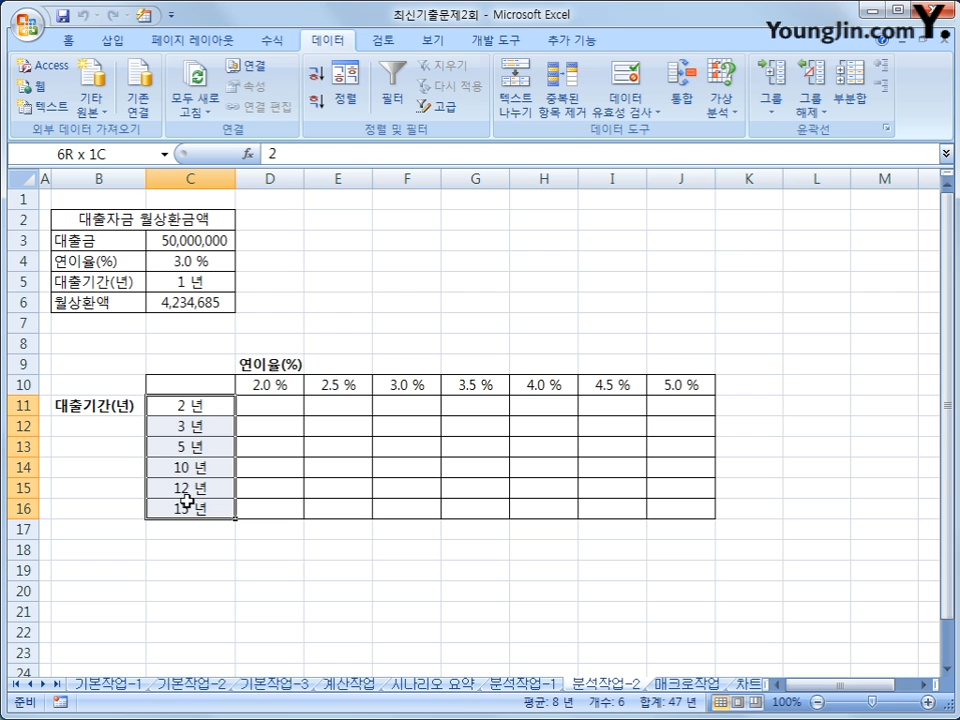 최신기출문제2회 - Microsoft Excel
YoungJin.com Y.
홈 삽입 페이지 레이아웃 수식 데이터 검토 보기 개발 도구 추가 기능
Access 웹 텍스트 기타 원본 기존 연결
외부 데이터 가져오기
모두 새로 고침 연결 속성 연결 편집
연결
정렬 필터 지우기 다시 적용 고급
정렬 및 필터
텍스트 나누기 중복된 항목 제거 데이터 유효성 검사 통합 가상 분석
데이터 도구
그룹 그룹 해제 부분합
윤곽선
6R x 1C fx 2
A B C D E F G H I J K L M
1
2 대출자금 월상환금액
3 대출금 50,000,000
4 연이율(%) 3.0 %
5 대출기간(년) 1 년
6 월상환액 4,234,685
7
8
9 연이율(%)
10 2.0 % 2.5 % 3.0 % 3.5 % 4.0 % 4.5 % 5.0 %
11 대출기간(년) 2 년
12 3 년
13 5 년
14 10 년
15 12 년
16 15 년
17
18
19
20
21
22
23
24
기본작업-1 기본작업-2 기본작업-3 계산작업 시나리오 요약 분석작업-1 분석작업-2 매크로작업 차트
준비 평균: 8 년 개수: 6 합계: 47 년 100%